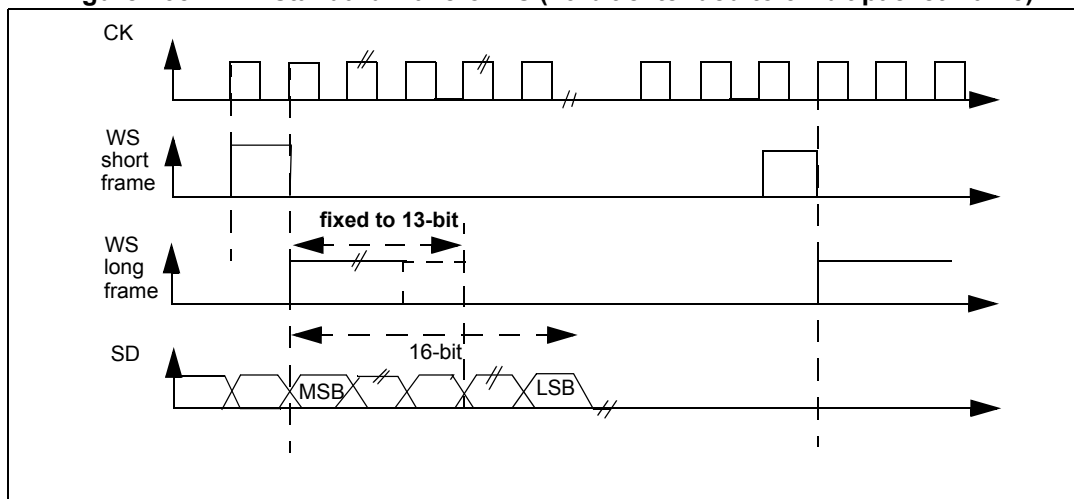 CK
WS
short
frame
fixed to 13-bit
WS
long
frame
16-bit
SD
MSB
LSB